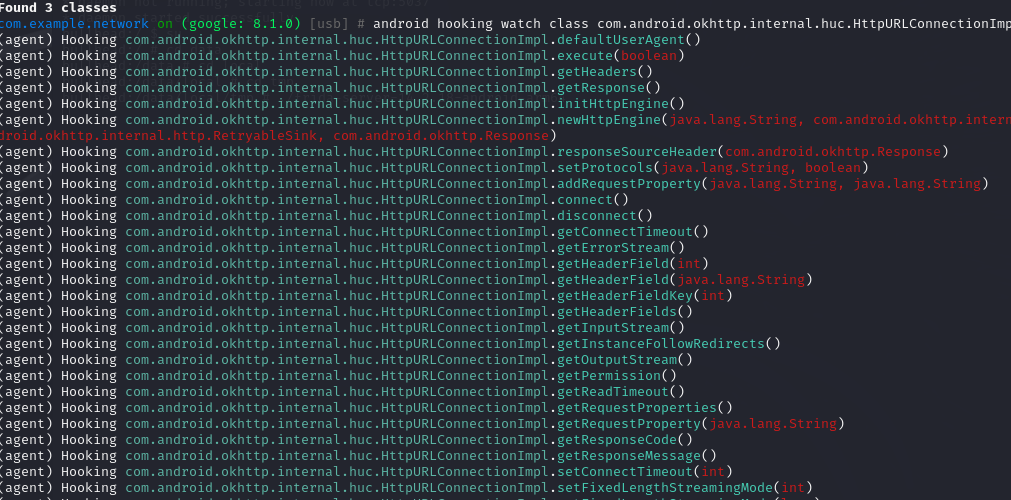 Found 3 classes
com.example.network on (google: 8.1.0) [usb] # android hooking watch class com.android.okhttp.internal.huc.HttpURLConnectionImp
(agent) Hooking com.android.okhttp.internal.huc.HttpURLConnectionImpl.defaultUserAgent()
(agent) Hooking com.android.okhttp.internal.huc.HttpURLConnectionImpl.execute(boolean)
(agent) Hooking com.android.okhttp.internal.huc.HttpURLConnectionImpl.getHeaders()
(agent) Hooking com.android.okhttp.internal.huc.HttpURLConnectionImpl.getResponse()
(agent) Hooking com.android.okhttp.internal.huc.HttpURLConnectionImpl.initHttpEngine()
(agent) Hooking com.android.okhttp.internal.huc.HttpURLConnectionImpl.newHttpEngine(java.lang.String, com.android.okhttp.intern
droid.okhttp.internal.http.RetryableSink, com.android.okhttp.Response)
(agent) Hooking com.android.okhttp.internal.huc.HttpURLConnectionImpl.responseSourceHeader(com.android.okhttp.Response)
(agent) Hooking com.android.okhttp.internal.huc.HttpURLConnectionImpl.setProtocols(java.lang.String, boolean)
(agent) Hooking com.android.okhttp.internal.huc.HttpURLConnectionImpl.addRequestProperty(java.lang.String, java.lang.String)
(agent) Hooking com.android.okhttp.internal.huc.HttpURLConnectionImpl.connect()
(agent) Hooking com.android.okhttp.internal.huc.HttpURLConnectionImpl.disconnect()
(agent) Hooking com.android.okhttp.internal.huc.HttpURLConnectionImpl.getConnectTimeout()
(agent) Hooking com.android.okhttp.internal.huc.HttpURLConnectionImpl.getErrorStream()
(agent) Hooking com.android.okhttp.internal.huc.HttpURLConnectionImpl.getHeaderField(int)
(agent) Hooking com.android.okhttp.internal.huc.HttpURLConnectionImpl.getHeaderField(java.lang.String)
(agent) Hooking com.android.okhttp.internal.huc.HttpURLConnectionImpl.getHeaderFieldKey(int)
(agent) Hooking com.android.okhttp.internal.huc.HttpURLConnectionImpl.getHeaderFields()
(agent) Hooking com.android.okhttp.internal.huc.HttpURLConnectionImpl.getInputStream()
(agent) Hooking com.android.okhttp.internal.huc.HttpURLConnectionImpl.getInstanceFollowRedirects()
(agent) Hooking com.android.okhttp.internal.huc.HttpURLConnectionImpl.getOutputStream()
(agent) Hooking com.android.okhttp.internal.huc.HttpURLConnectionImpl.getPermission()
(agent) Hooking com.android.okhttp.internal.huc.HttpURLConnectionImpl.getReadTimeout()
(agent) Hooking com.android.okhttp.internal.huc.HttpURLConnectionImpl.getRequestProperties()
(agent) Hooking com.android.okhttp.internal.huc.HttpURLConnectionImpl.getRequestProperty(java.lang.String)
(agent) Hooking com.android.okhttp.internal.huc.HttpURLConnectionImpl.getResponseCode()
(agent) Hooking com.android.okhttp.internal.huc.HttpURLConnectionImpl.getResponseMessage()
(agent) Hooking com.android.okhttp.internal.huc.HttpURLConnectionImpl.setConnectTimeout(int)
(agent) Hooking com.android.okhttp.internal.huc.HttpURLConnectionImpl.setFixedLengthStreamingMode(int)